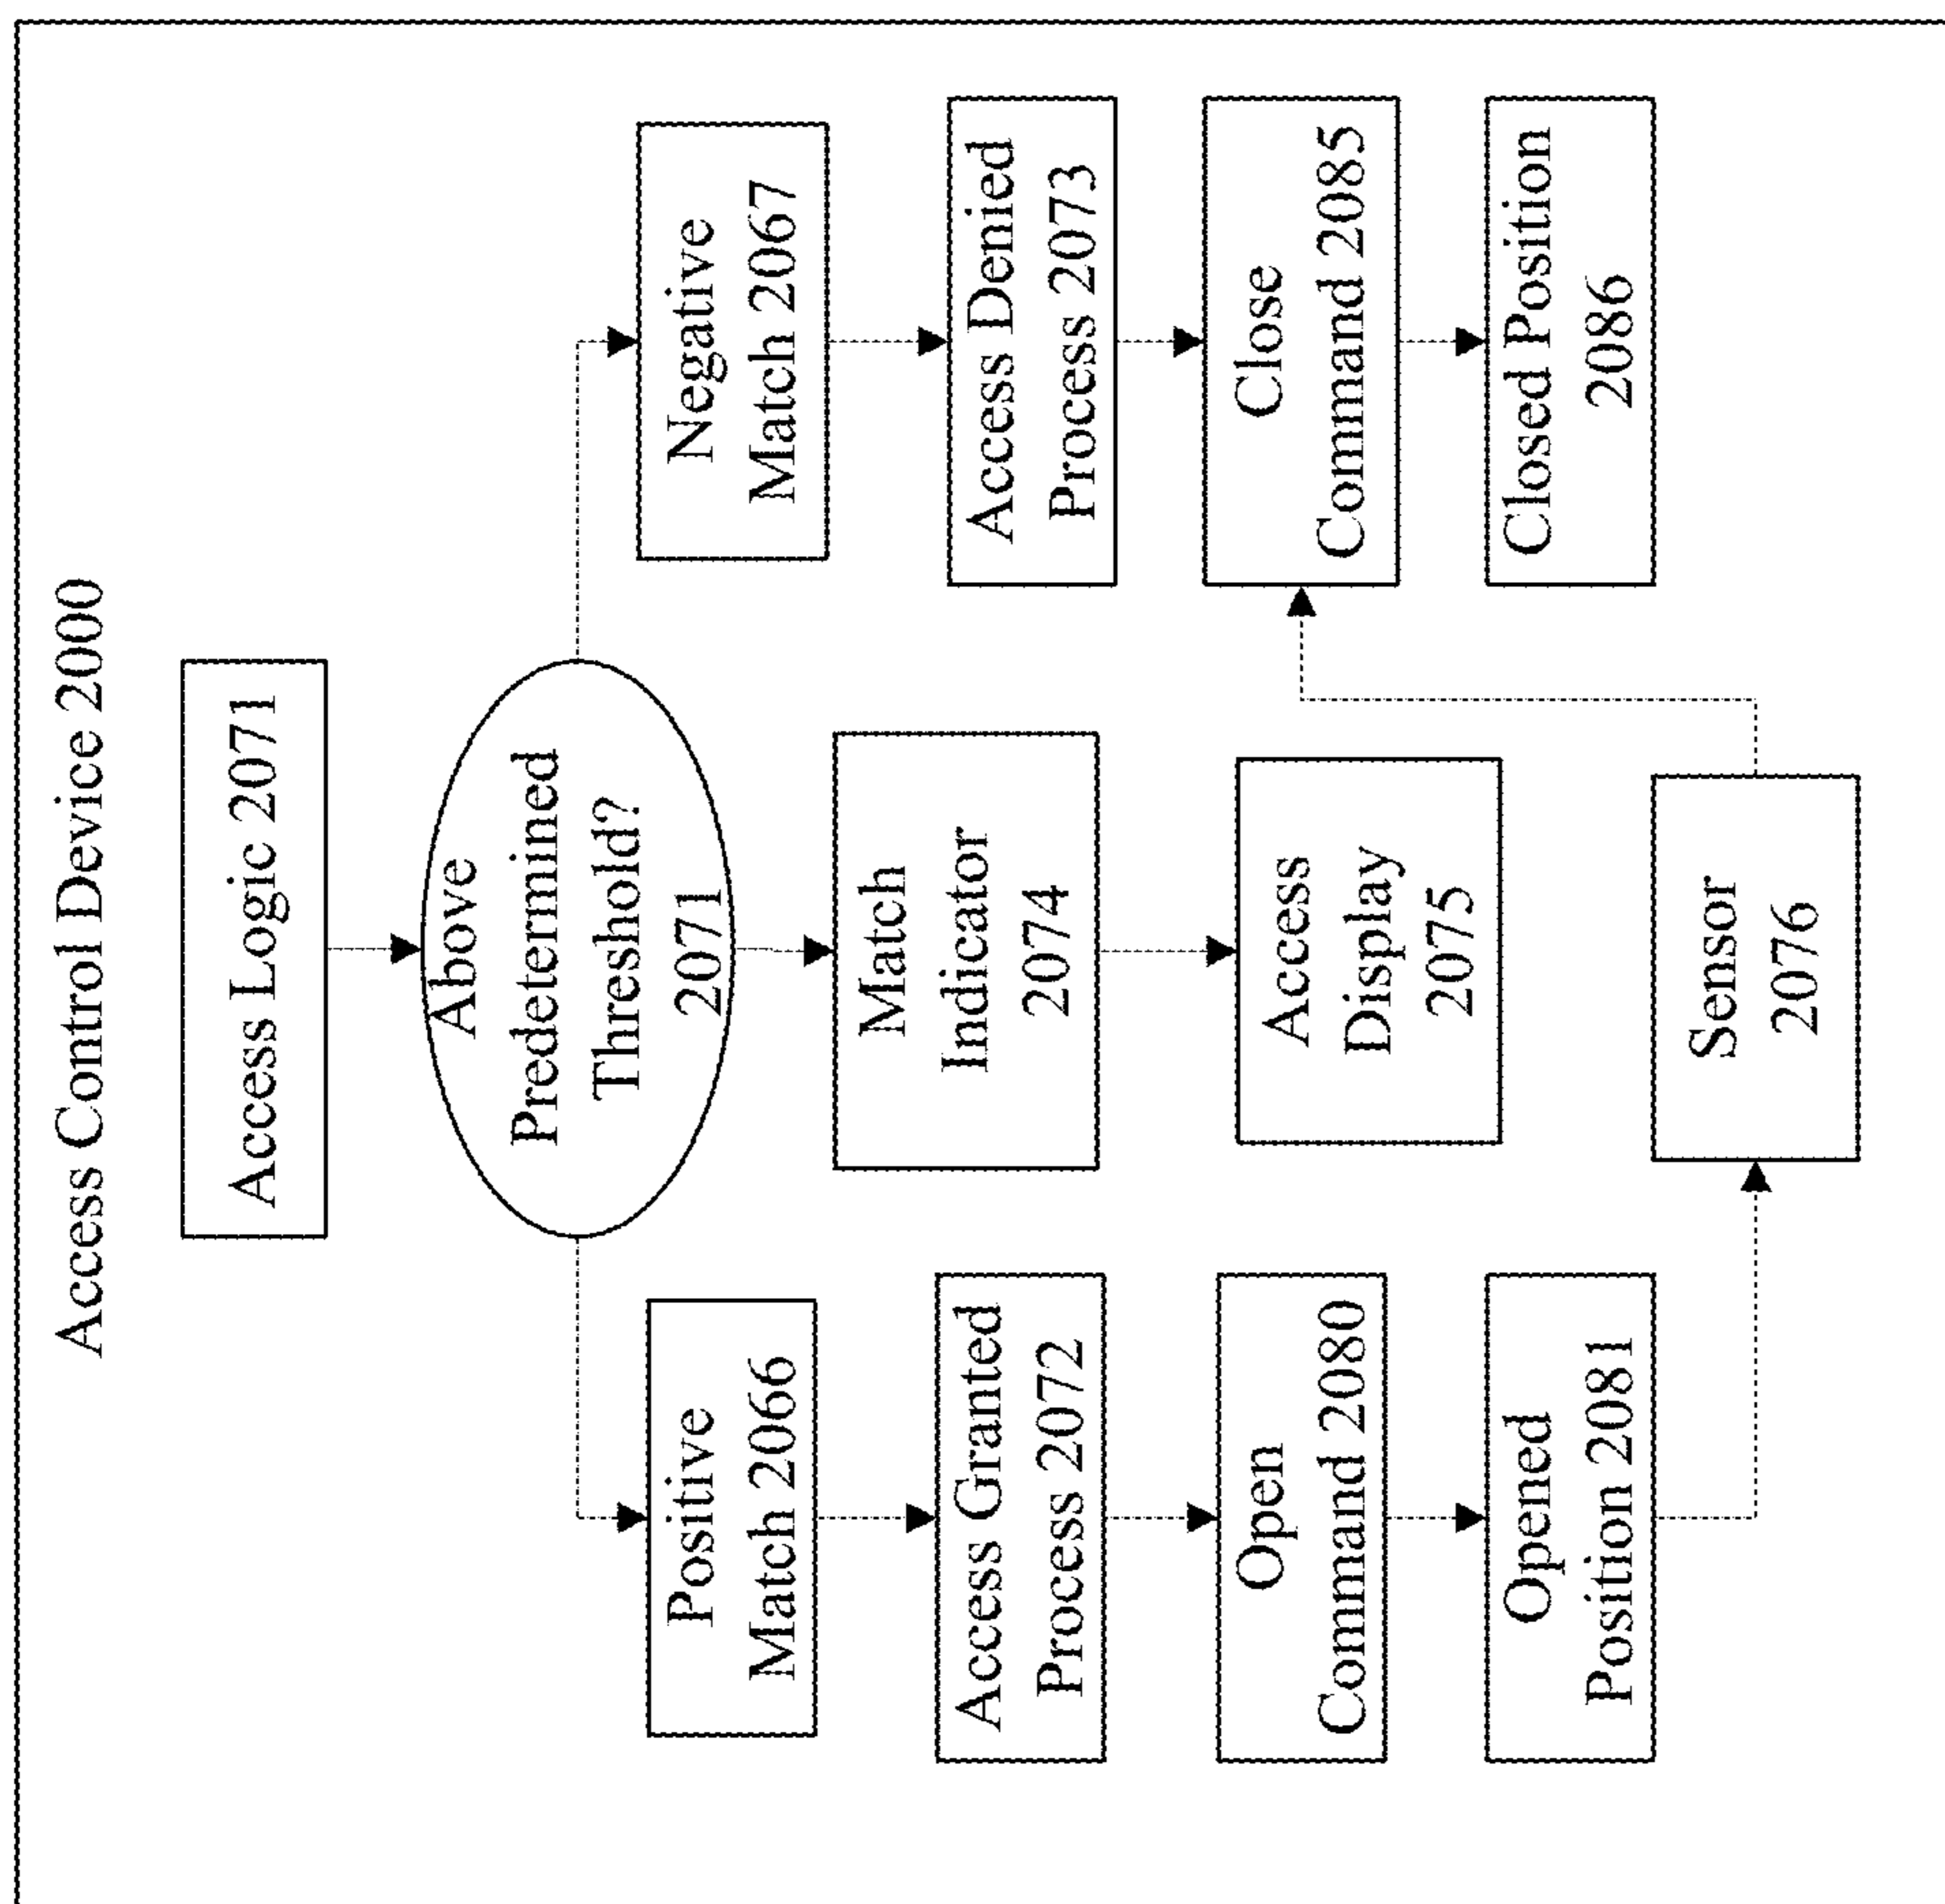 Access Control Device 2000
Access Logic 2071
Above
Predetermined
Threshold?
2071
Positive
Match 2066
Negative
Match 2067
Match
Indicator
2074
Access Granted
Process 2072
Access Denied
Process 2073
Open
Command 2080
Access
Display
2075
Close
Command 2085
Opened
Position 2081
Closed Position
2086
Sensor
2076